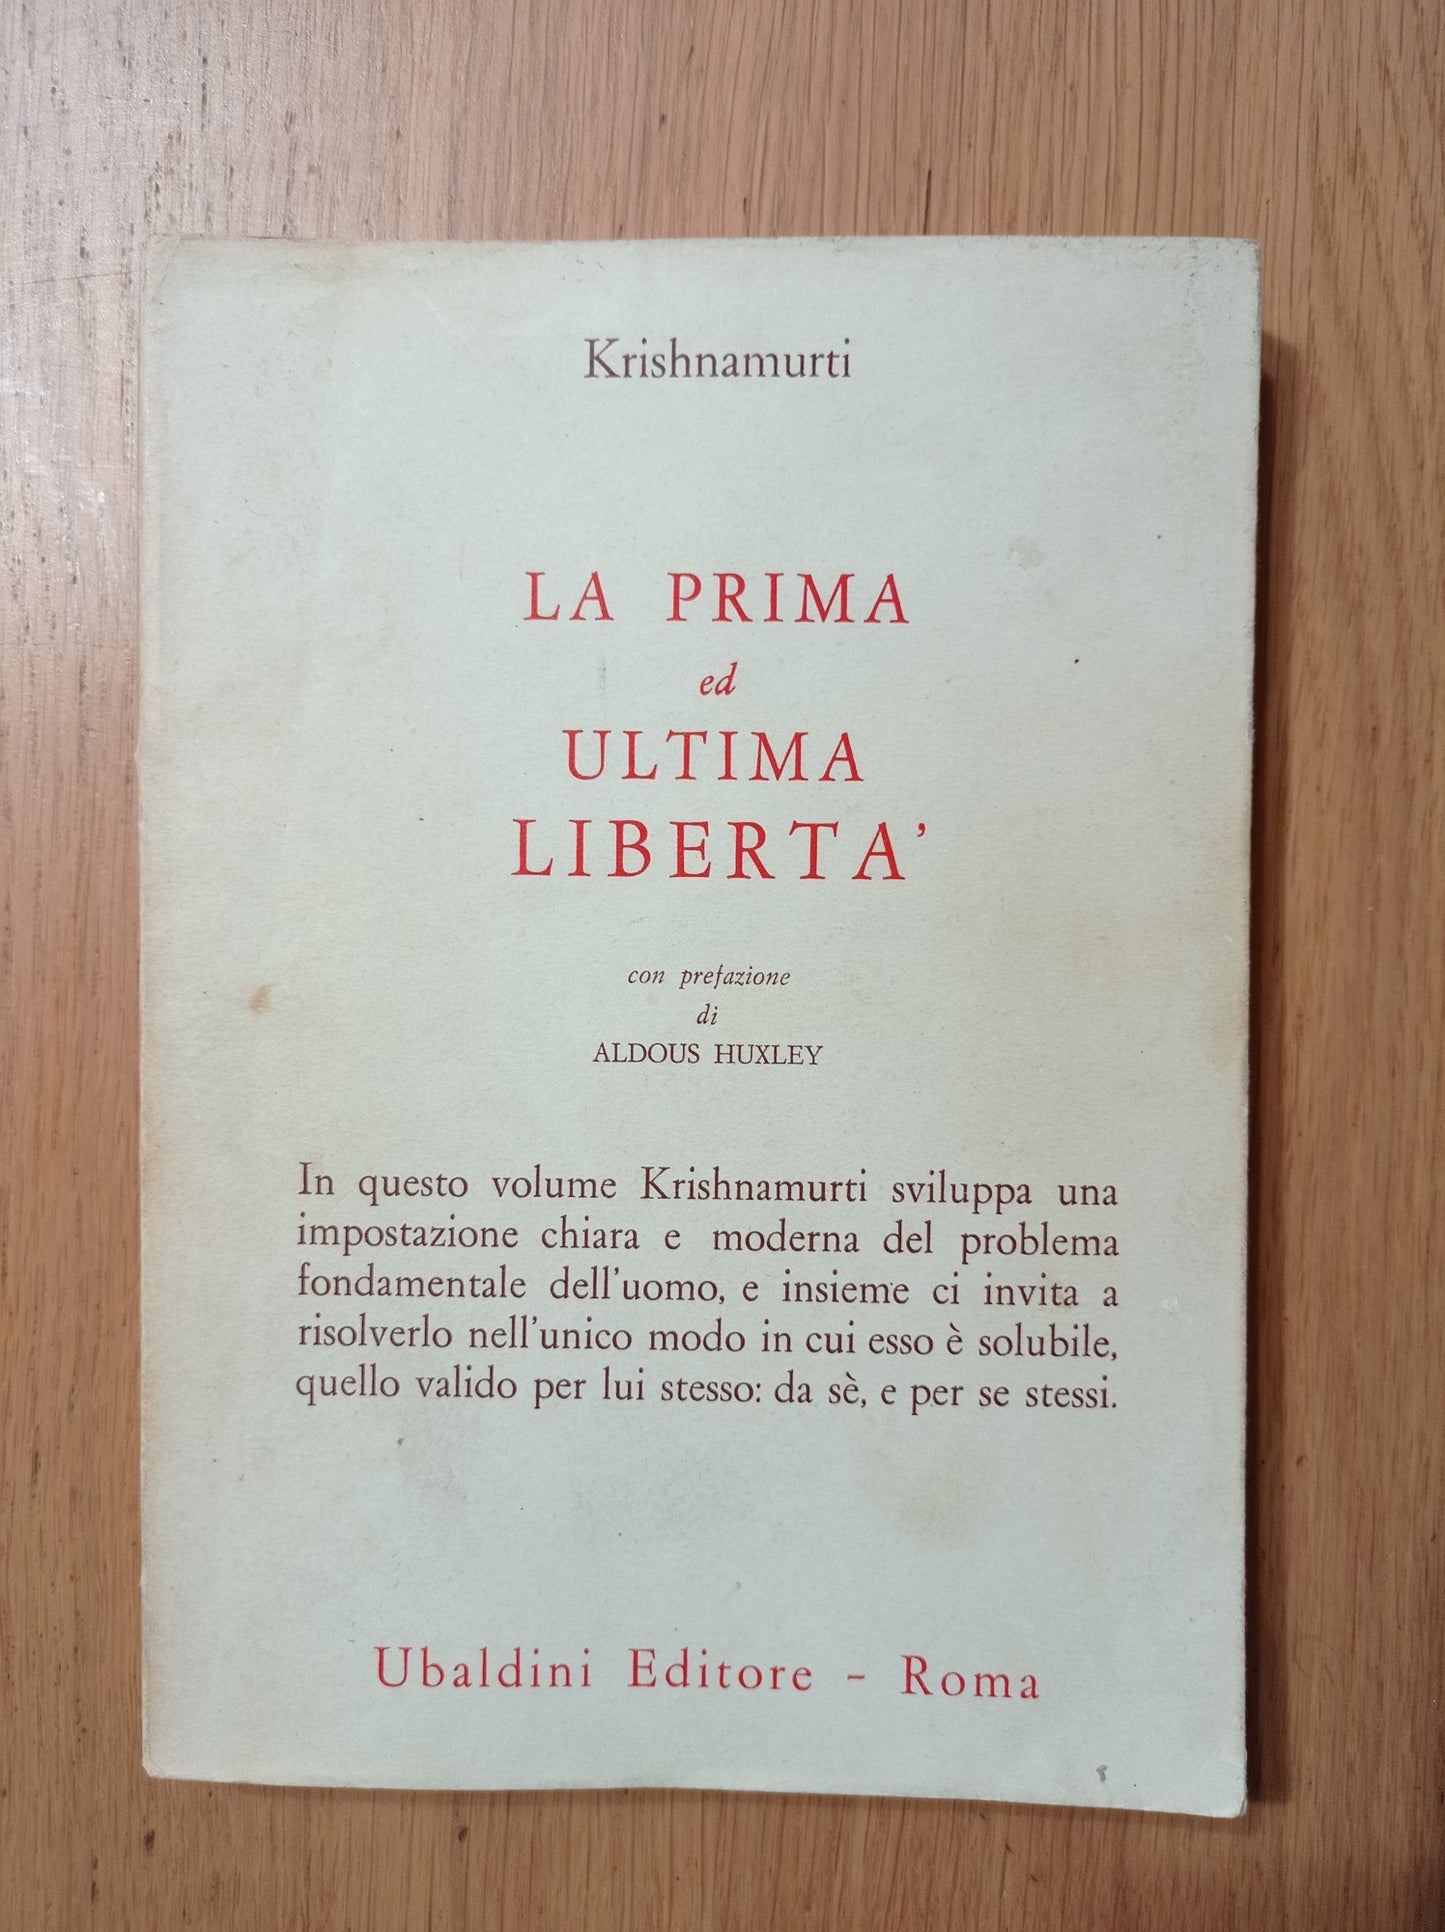 Krishnamurti
LA PRIMA
ed
ULTIMA
LIBERTA'
con prefazione
di
ALDOUS HUXLEY
In questo volume Krishnamurti sviluppa una
impostazione chiara e moderna del problema
fondamentale dell'uomo, e insieme ci invita a
risolverlo nell'unico modo in cui esso è solubile,
quello valido per lui stesso: da sè, e per se stessi.
Ubaldini Editore - Roma